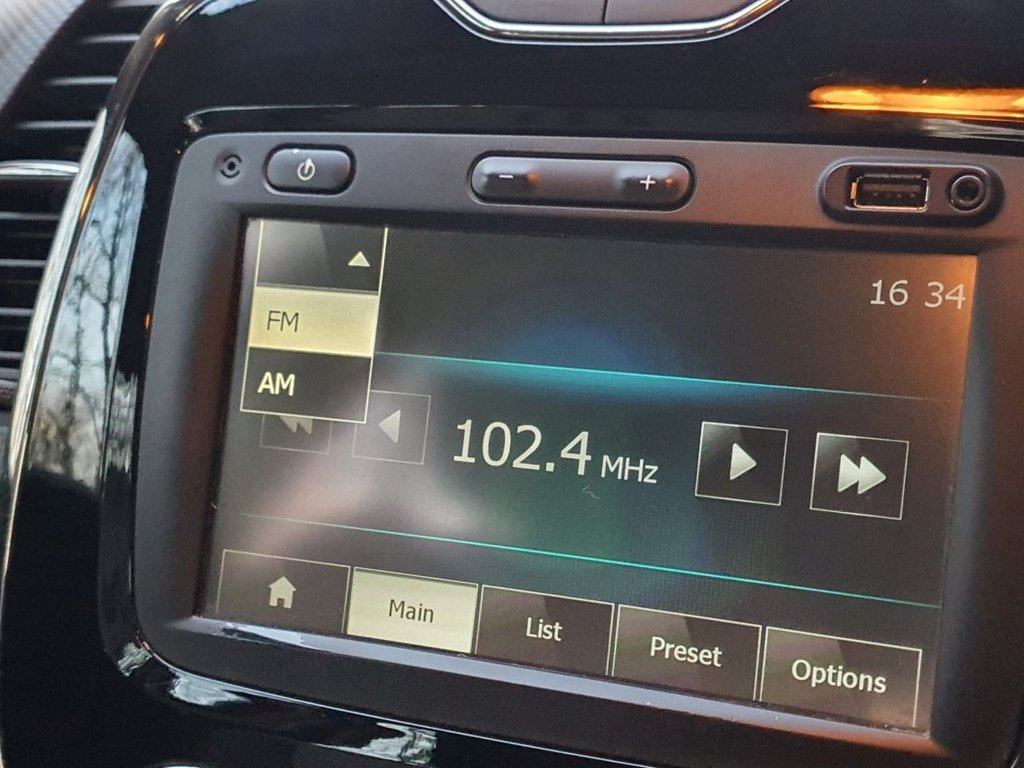 16 34
FM
AM
102.4 MHz
Main
List
Preset
Options